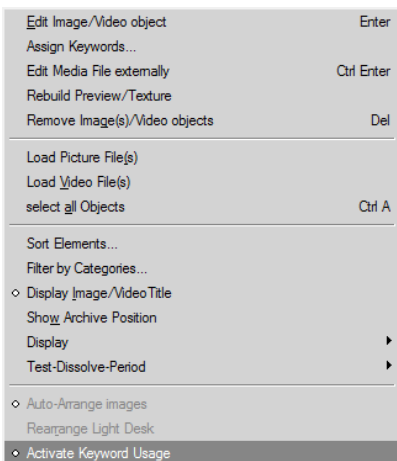 Edit Image/Video object Enter
Assign Keywords...
Edit Media File externally Ctrl Enter
Rebuild Preview/Texture
Remove Image(s)/Video objects Del
Load Picture File(s)
Load Video File(s)
select all Objects Ctrl A
Sort Elements...
Filter by Categories...
Display Image/Video Title
Show Archive Position
Display
Test-Dissolve-Period
Auto-Arrange images
Rearrange Light Desk
Activate Keyword Usage